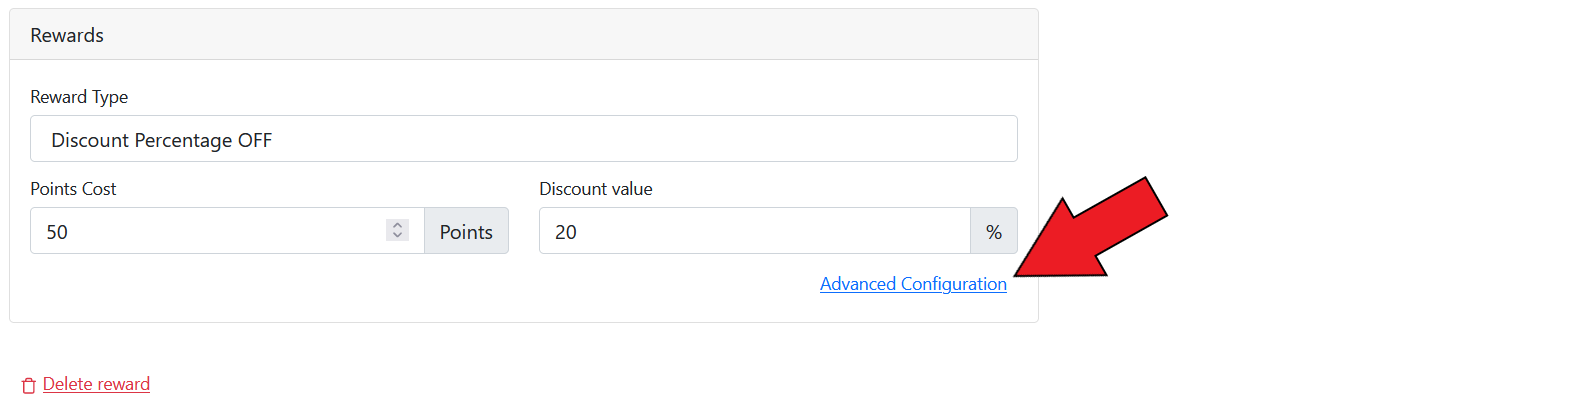 Rewards
Reward Type
Discount Percentage OFF
Points Cost
Discount value
50
Points
20
%
Advanced Configuration
Delete reward